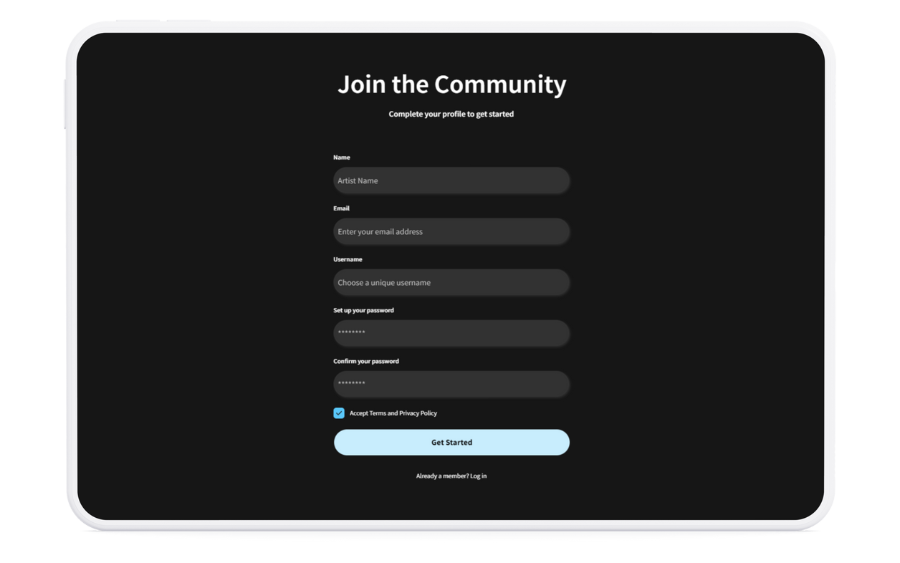 Join the Community
Complete your profile to get started
Name
Artist Name
Email
Enter your email address
Username
Choose a unique username
Set up your password
********
Confirm your password
********
Accept Terms and Privacy Policy
Get Started
Already a member? Log in